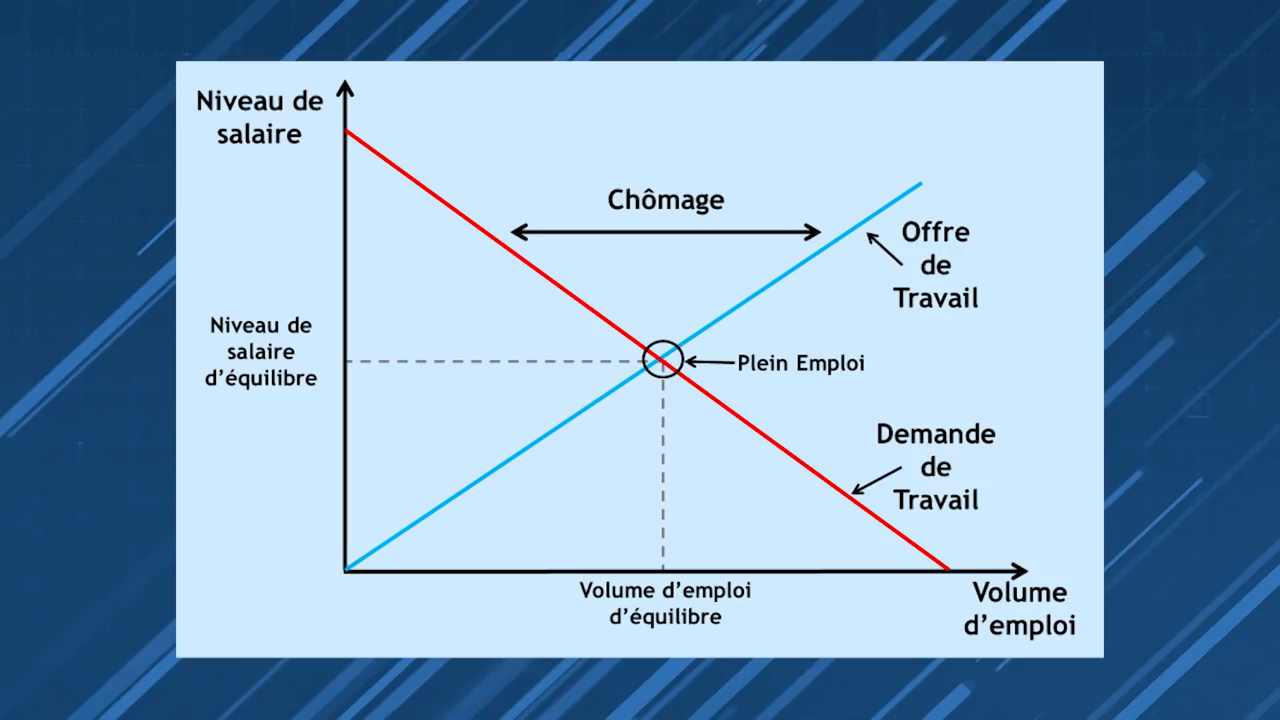 Niveau de
salaire
Chômage
Offre
de
Travail
Niveau de
salaire
d’équilibre
Plein Emploi
Demande
de
Travail
Volume d’emploi
d’équilibre
Volume
d’emploi